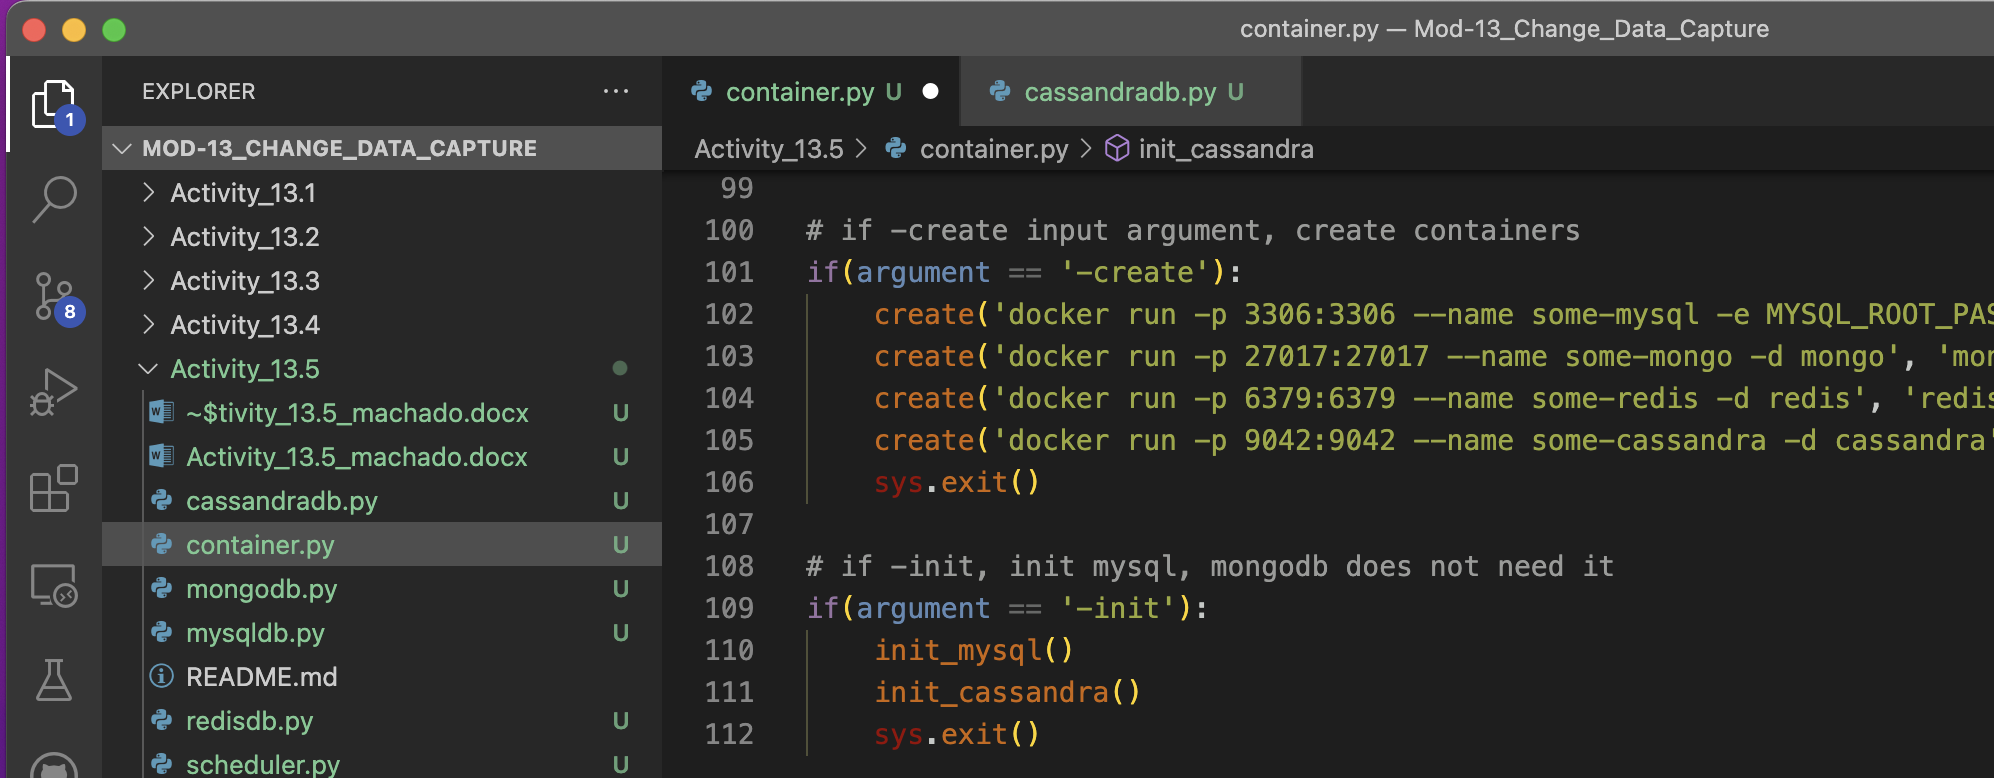 container.py — Mod-13_Change_Data_Capture
1
8
EXPLORER ...
MOD-13_CHANGE_DATA_CAPTURE
Activity_13.1
Activity_13.2
Activity_13.3
Activity_13.4
Activity_13.5
~$tivity_13.5_machado.docx U
Activity_13.5_machado.docx U
cassandradb.py U
container.py U
mongodb.py U
mysqldb.py U
README.md
redisdb.py U
scheduler.py U
container.py U cassandradb.py U
Activity_13.5 > container.py > init_cassandra
99
100 # if -create input argument, create containers
101 if(argument == '-create'):
102 create('docker run -p 3306:3306 --name some-mysql -e MYSQL_ROOT_PAS
103 create('docker run -p 27017:27017 --name some-mongo -d mongo', 'mon
104 create('docker run -p 6379:6379 --name some-redis -d redis', 'redis
105 create('docker run -p 9042:9042 --name some-cassandra -d cassandra'
106 sys.exit()
107
108 # if -init, init mysql, mongodb does not need it
109 if(argument == '-init'):
110 init_mysql()
111 init_cassandra()
112 sys.exit()